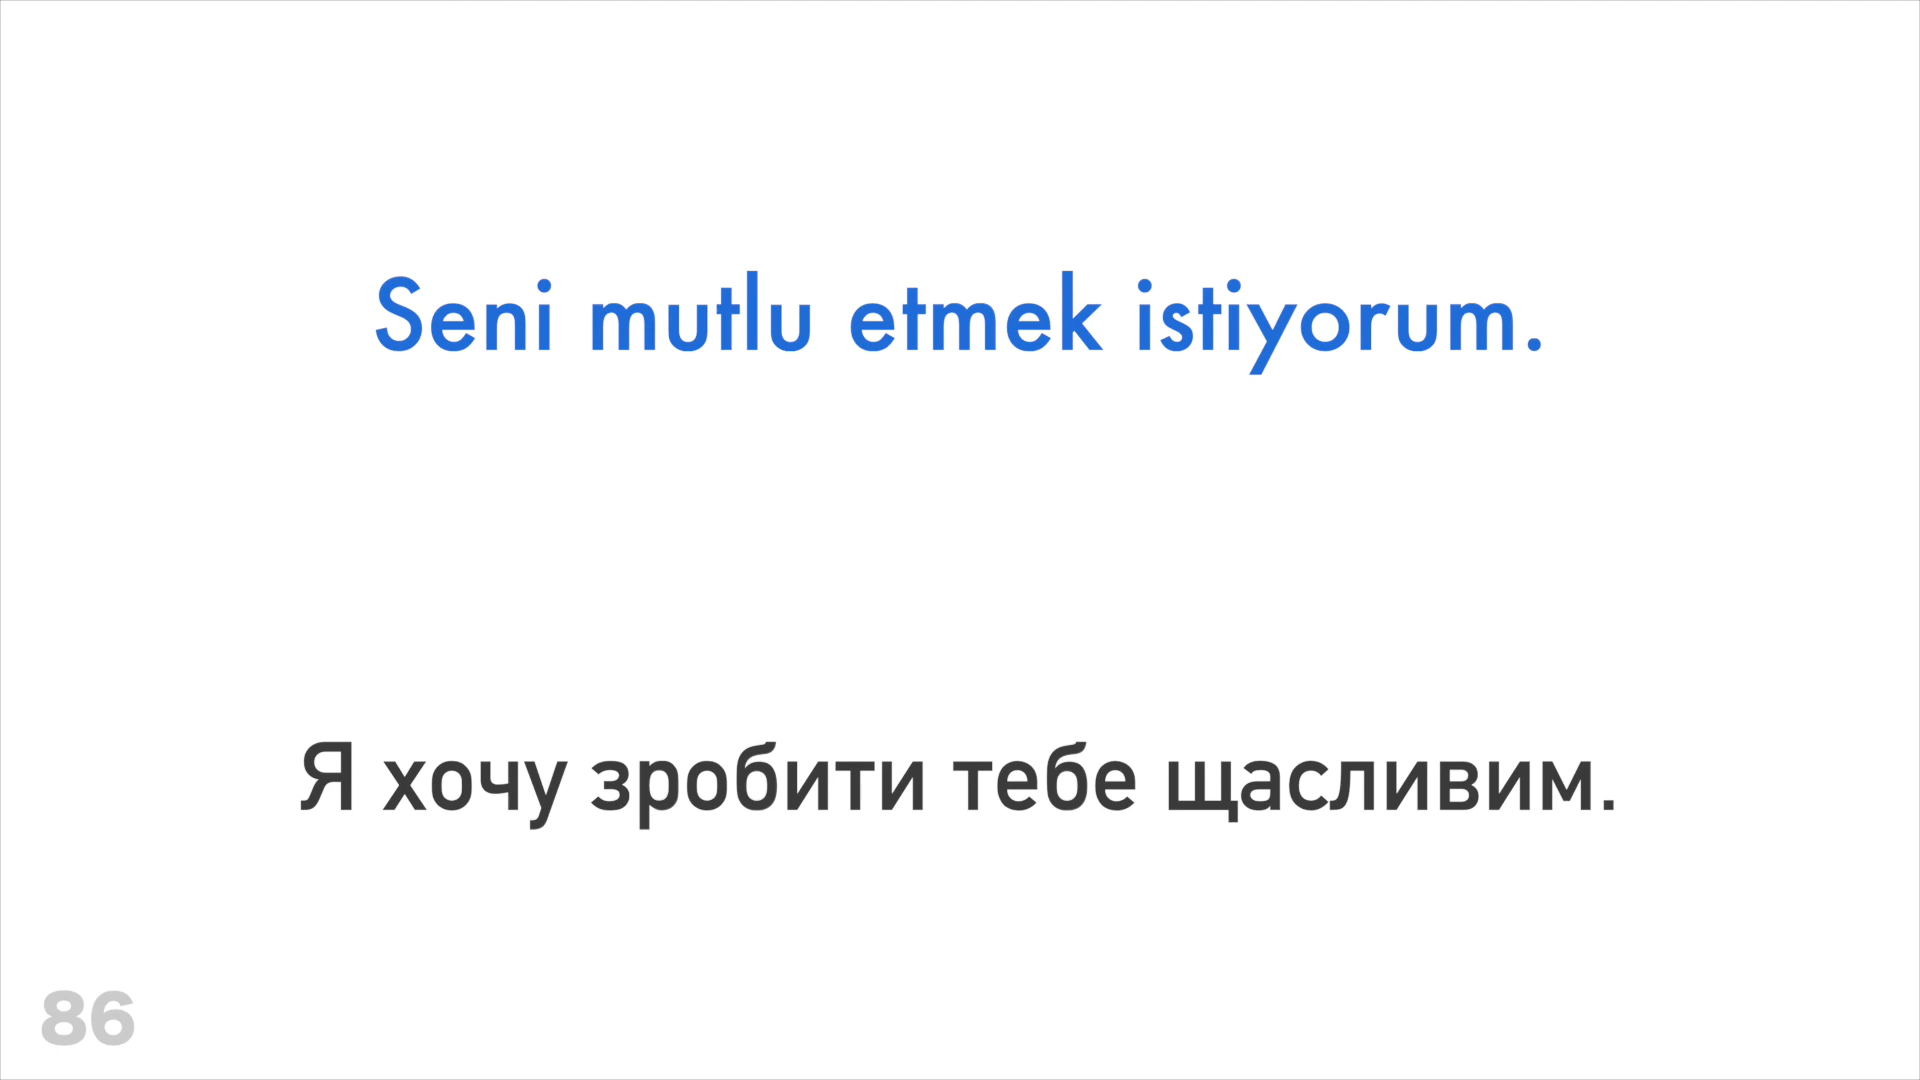 Seni mutlu etmek istiyorum.
Я хочу зробити тебе щасливим.
86